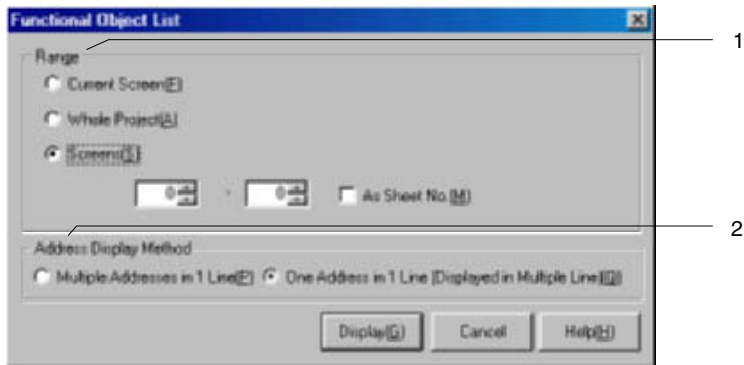 Functional Object List
1
Range
Current Screen(F)
Whole Project(A)
Screens(S)
0 - 0 As Sheet No.(M)
2
Address Display Method
Multiple Addresses in 1 Line(P) One Address in 1 Line (Displayed in Multiple Line)(Q)
Display(G) Cancel Help(H)